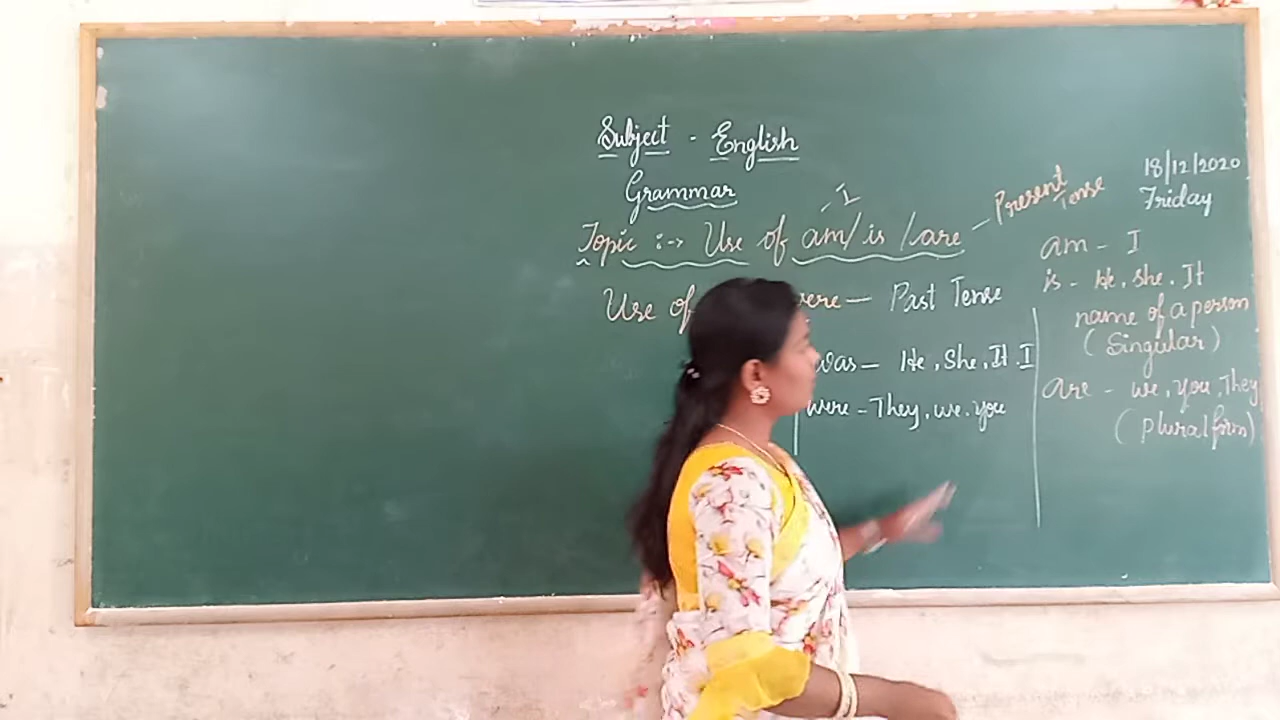 Subject - English
Grammar
I
Topic :-> Use of am/is/are - Present Tense
Use of were - Past Tense
was - He, She, It. I
were - They, we. you
18/12/2020
Friday
am - I
is - He, She. It
name of a person
(Singular)
are - we, you, They
(plural form)